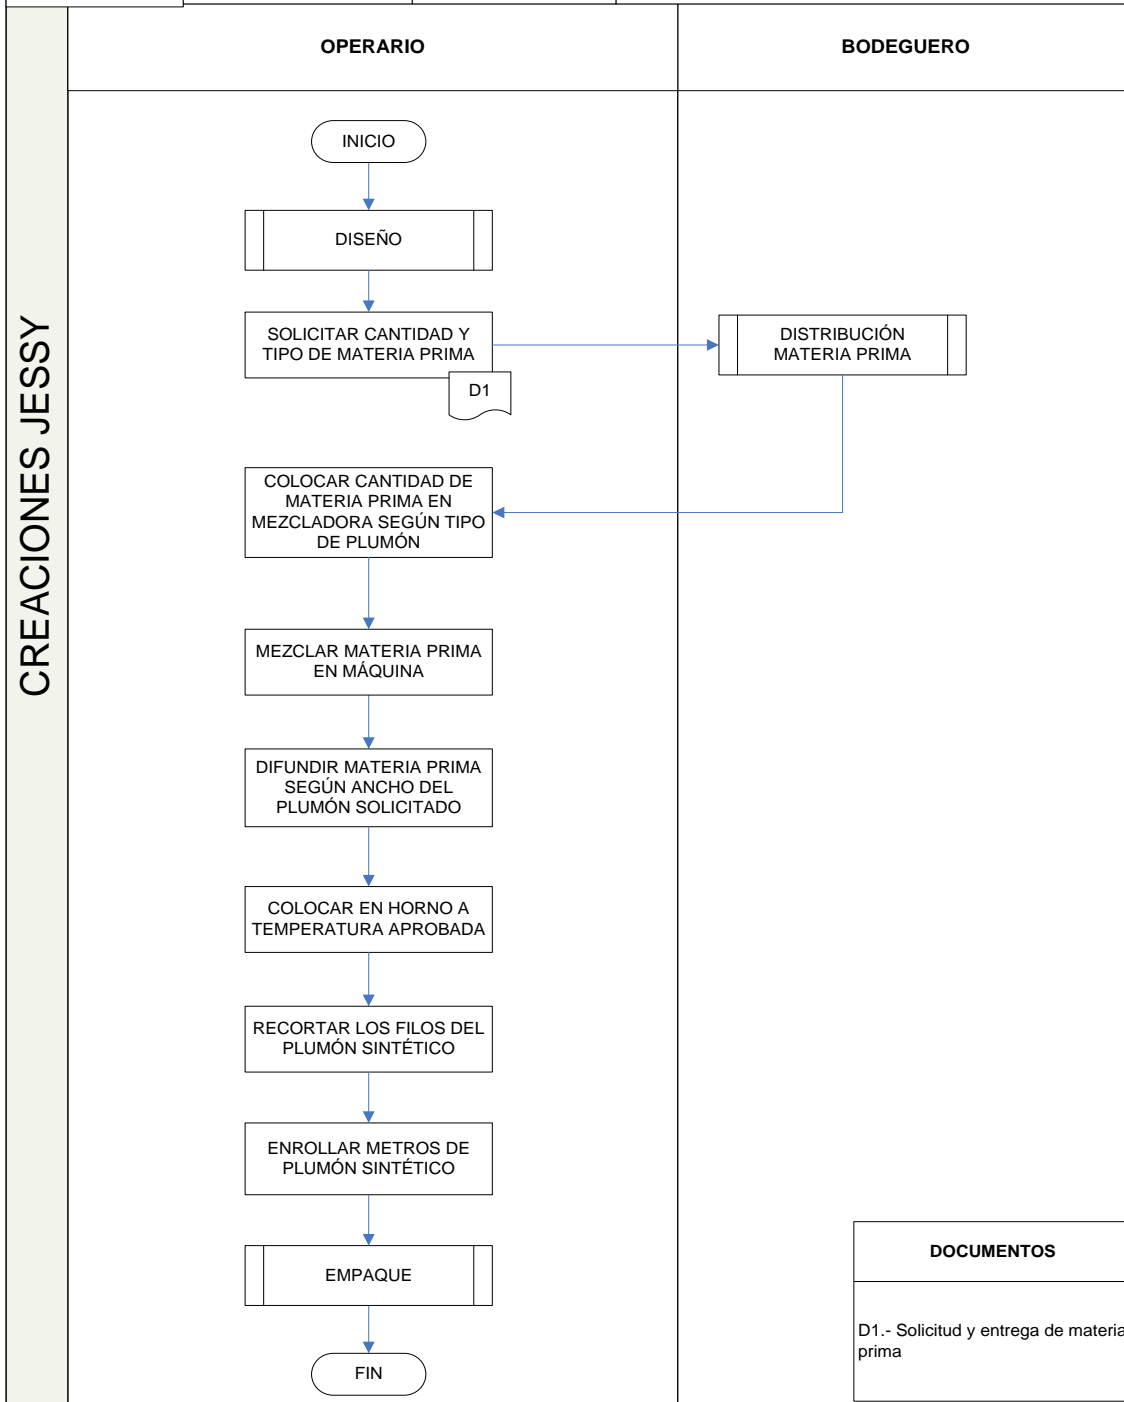 OPERARIO
BODEGUERO
CREACIONES JESSY
INICIO
DISEÑO
SOLICITAR CANTIDAD Y
TIPO DE MATERIA PRIMA
D1
DISTRIBUCIÓN
MATERIA PRIMA
COLOCAR CANTIDAD DE
MATERIA PRIMA EN
MEZCLADORA SEGÚN TIPO
DE PLUMÓN
MEZCLAR MATERIA PRIMA
EN MÁQUINA
DIFUNDIR MATERIA PRIMA
SEGÚN ANCHO DEL
PLUMÓN SOLICITADO
COLOCAR EN HORNO A
TEMPERATURA APROBADA
RECORTAR LOS FILOS DEL
PLUMÓN SINTÉTICO
ENROLLAR METROS DE
PLUMÓN SINTÉTICO
EMPAQUE
FIN
DOCUMENTOS
D1.- Solicitud y entrega de materia
prima